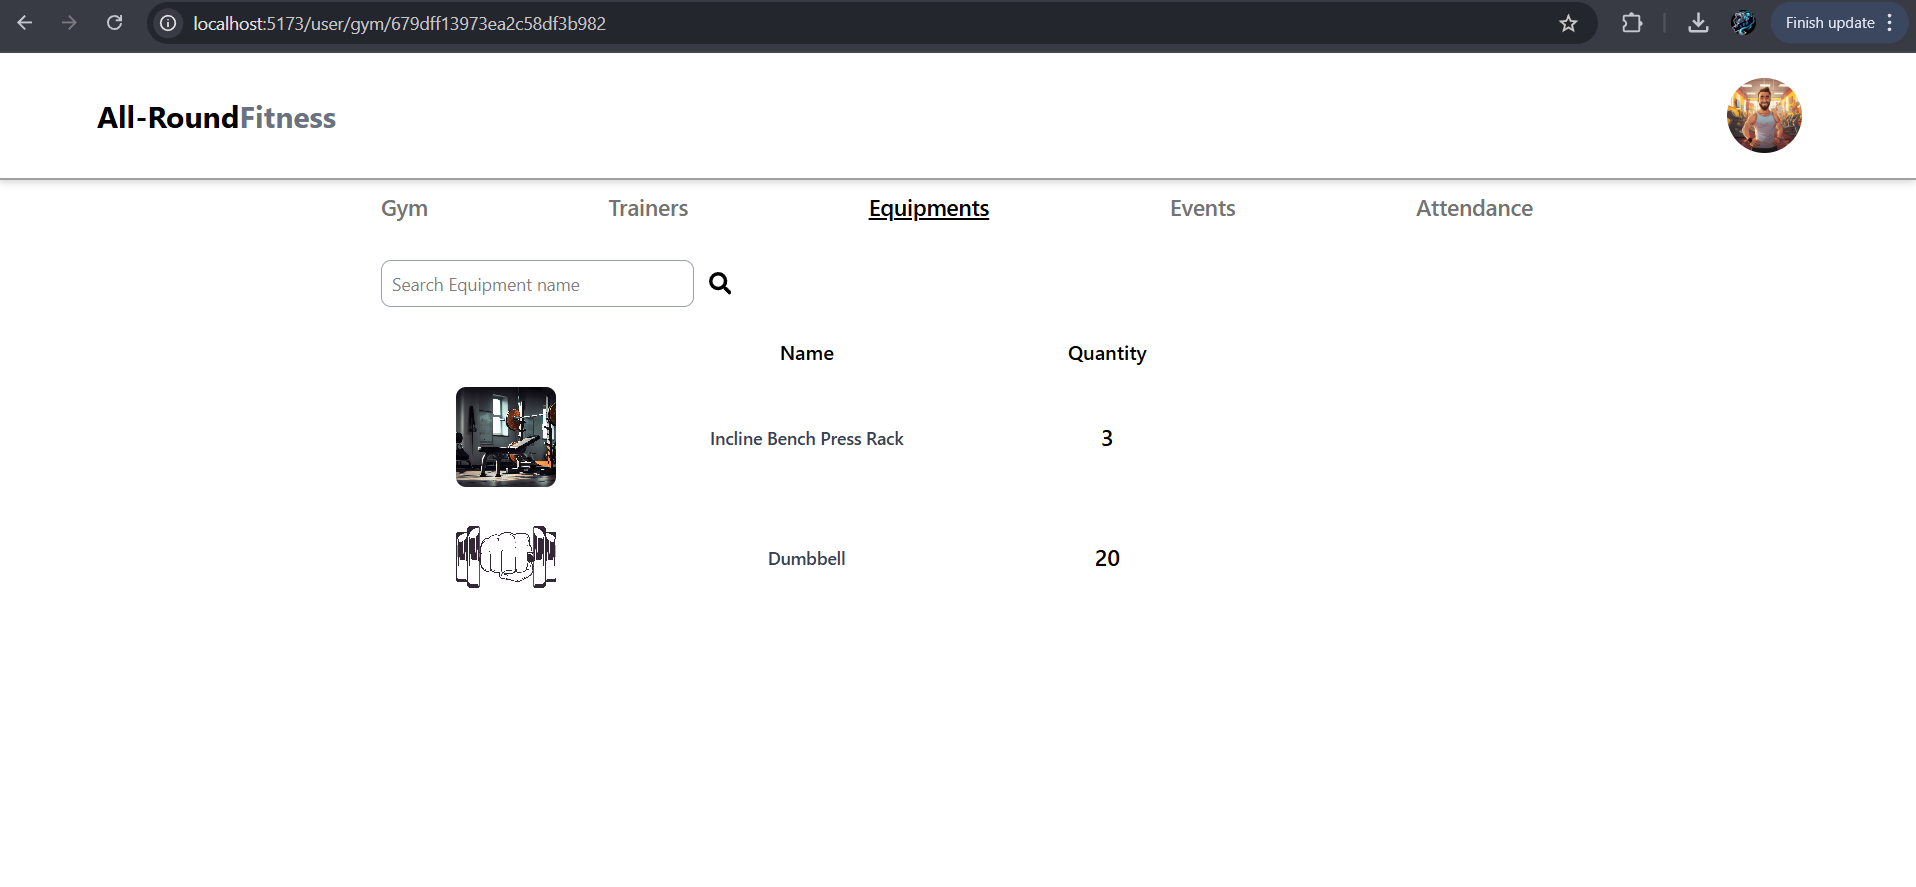 localhost:5173/user/gym/679dff13973ea2c58df3b982
Finish update
All-RoundFitness
Gym Trainers Equipments Events Attendance
Search Equipment name
Name Quantity
Incline Bench Press Rack 3
Dumbbell 20